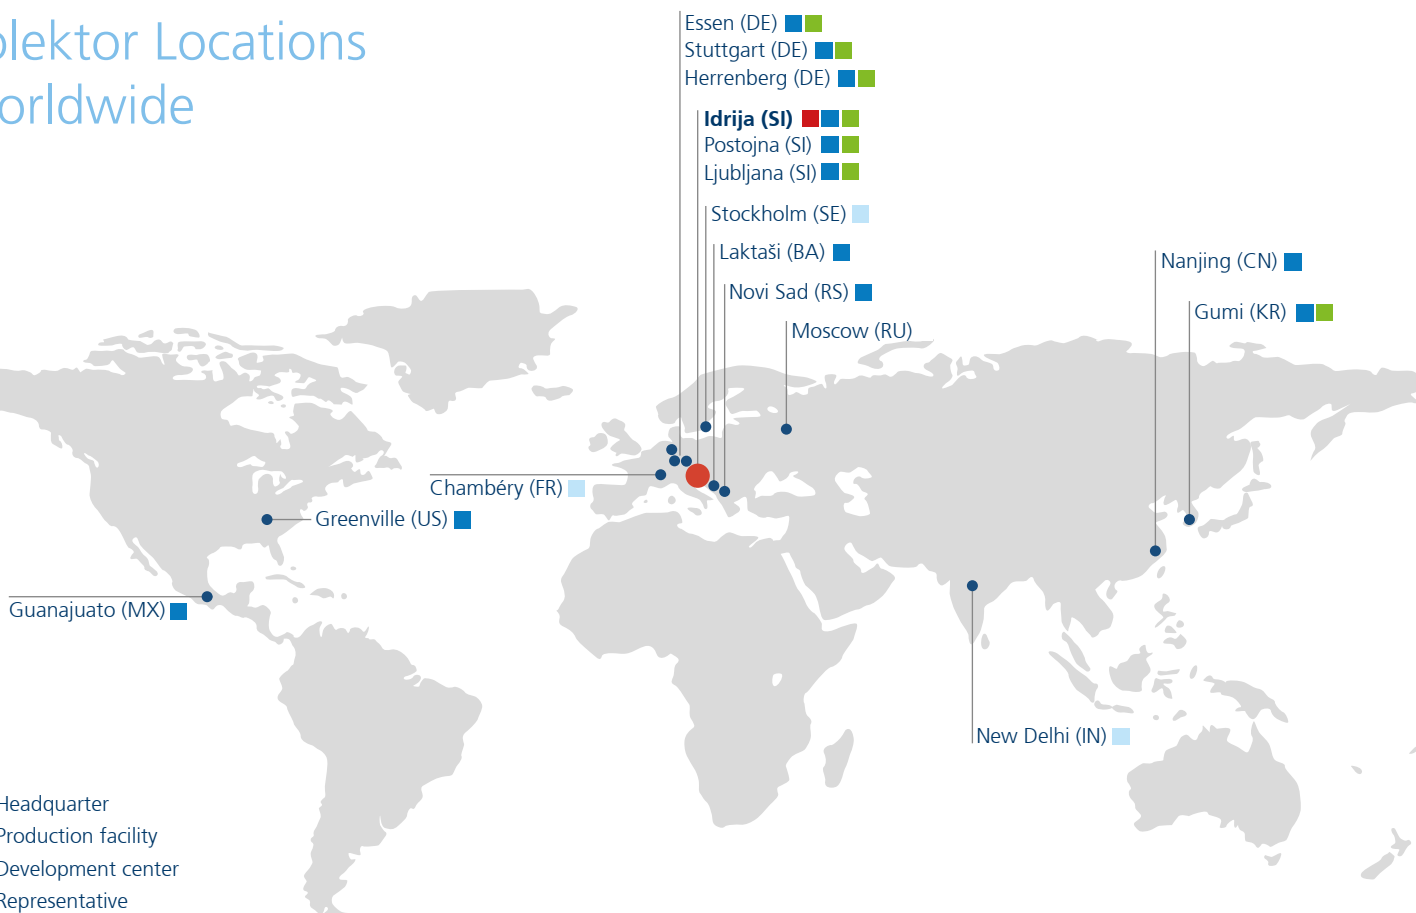 olektor Locations
orldwide
Essen (DE)
Stuttgart (DE)
Herrenberg (DE)
Idrija (SI)
Postojna (SI)
Ljubljana (SI)
Stockholm (SE)
Laktaši (BA)
Novi Sad (RS)
Moscow (RU)
Nanjing (CN)
Gumi (KR)
Chambéry (FR)
Greenville (US)
Guanajuato (MX)
New Delhi (IN)
Headquarter
Production facility
Development center
Representative